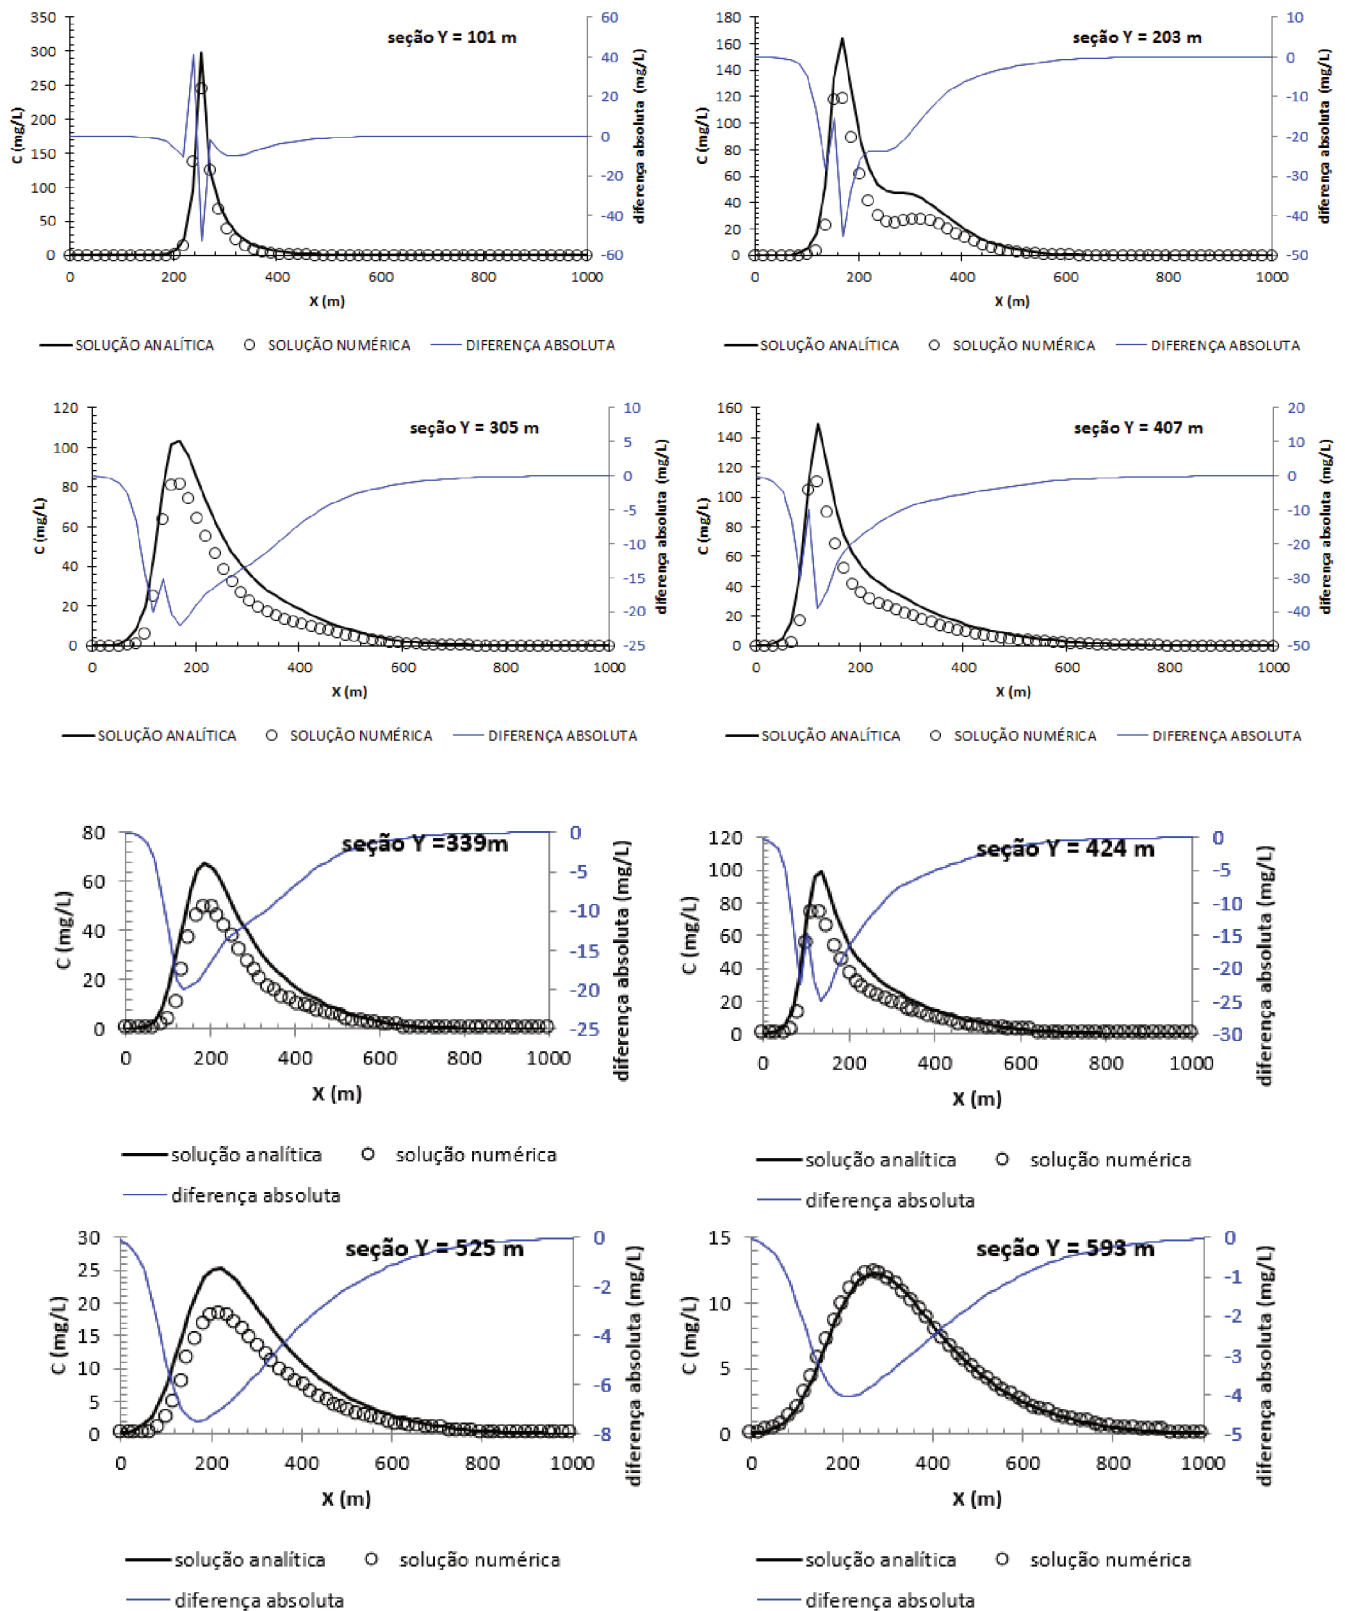 seção Y = 101 m
350
300
250
200
150
100
50
0
C (mg/L)
60
40
20
0
-20
-40
-60
diferença absoluta (mg/L)
0 200 400 600 800 1000
X (m)
SOLUÇÃO ANALÍTICA SOLUÇÃO NUMÉRICA DIFERENÇA ABSOLUTA
seção Y = 203 m
180
160
140
120
100
80
60
40
20
0
C (mg/L)
10
0
-10
-20
-30
-40
-50
diferença absoluta (mg/L)
0 200 400 600 800 1000
X (m)
SOLUÇÃO ANALÍTICA SOLUÇÃO NUMÉRICA DIFERENÇA ABSOLUTA
seção Y = 305 m
120
100
80
60
40
20
0
C (mg/L)
10
5
0
-5
-10
-15
-20
-25
diferença absoluta (mg/L)
0 200 400 600 800 1000
X (m)
SOLUÇÃO ANALÍTICA SOLUÇÃO NUMÉRICA DIFERENÇA ABSOLUTA
seção Y = 407 m
160
140
120
100
80
60
40
20
0
C (mg/L)
20
10
0
-10
-20
-30
-40
-50
diferença absoluta (mg/L)
0 200 400 600 800 1000
X (m)
SOLUÇÃO ANALÍTICA SOLUÇÃO NUMÉRICA DIFERENÇA ABSOLUTA
seção Y =339m
80
60
40
20
0
C (mg/L)
0
-5
-10
-15
-20
-25
diferença absoluta (mg/L)
0 200 400 600 800 1000
X (m)
solução analítica solução numérica
diferença absoluta
seção Y = 424 m
120
100
80
60
40
20
0
C (mg/L)
0
-5
-10
-15
-20
-25
-30
diferença absoluta (mg/L)
0 200 400 600 800 1000
X (m)
solução analítica solução numérica
diferença absoluta
seção Y = 525 m
30
25
20
15
10
5
0
C (mg/L)
0
-2
-4
-6
-8
diferença absoluta (mg/L)
0 200 400 600 800 1000
X (m)
solução analítica solução numérica
diferença absoluta
seção Y = 593 m
15
10
5
0
C (mg/L)
0
-1
-2
-3
-4
-5
diferença absoluta (mg/L)
0 200 400 600 800 1000
X (m)
solução analítica solução numérica
diferença absoluta